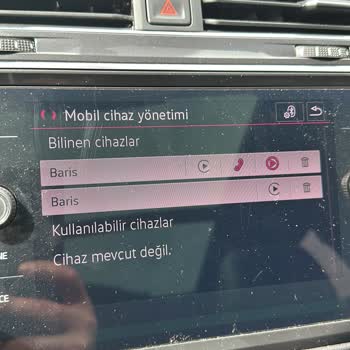 Mobil cihaz yönetimi
Bilinen cihazlar
Baris
Baris
Kullanılabilir cihazlar
Cihaz mevcut değil.